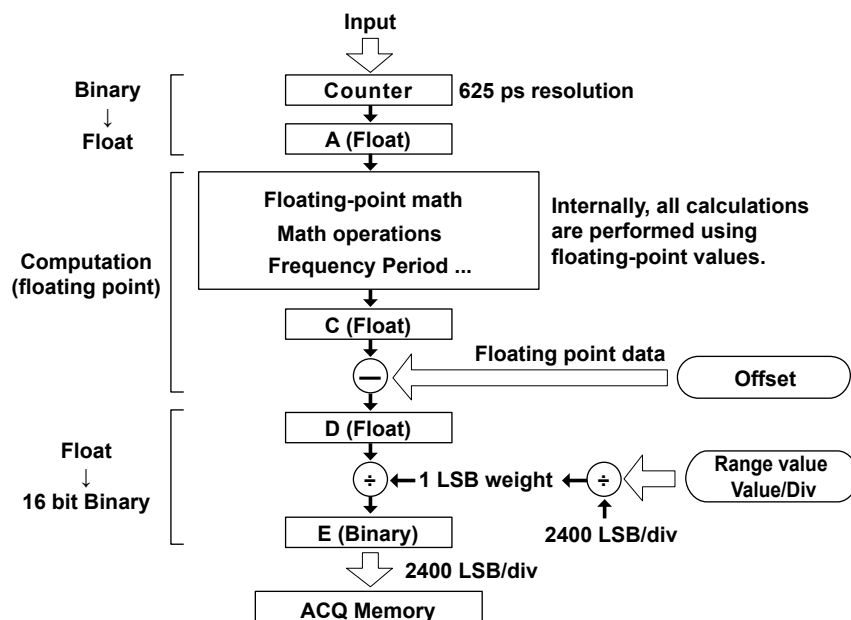 Input
Binary
↓
Float
Counter
625 ps resolution
A (Float)
Computation
(floating point)
Floating-point math
Math operations
Frequency Period ...
Internally, all calculations
are performed using
floating-point values.
C (Float)
Floating point data
—
Offset
Float
↓
16 bit Binary
D (Float)
÷
1 LSB weight
÷
Range value
Value/Div
2400 LSB/div
E (Binary)
2400 LSB/div
ACQ Memory